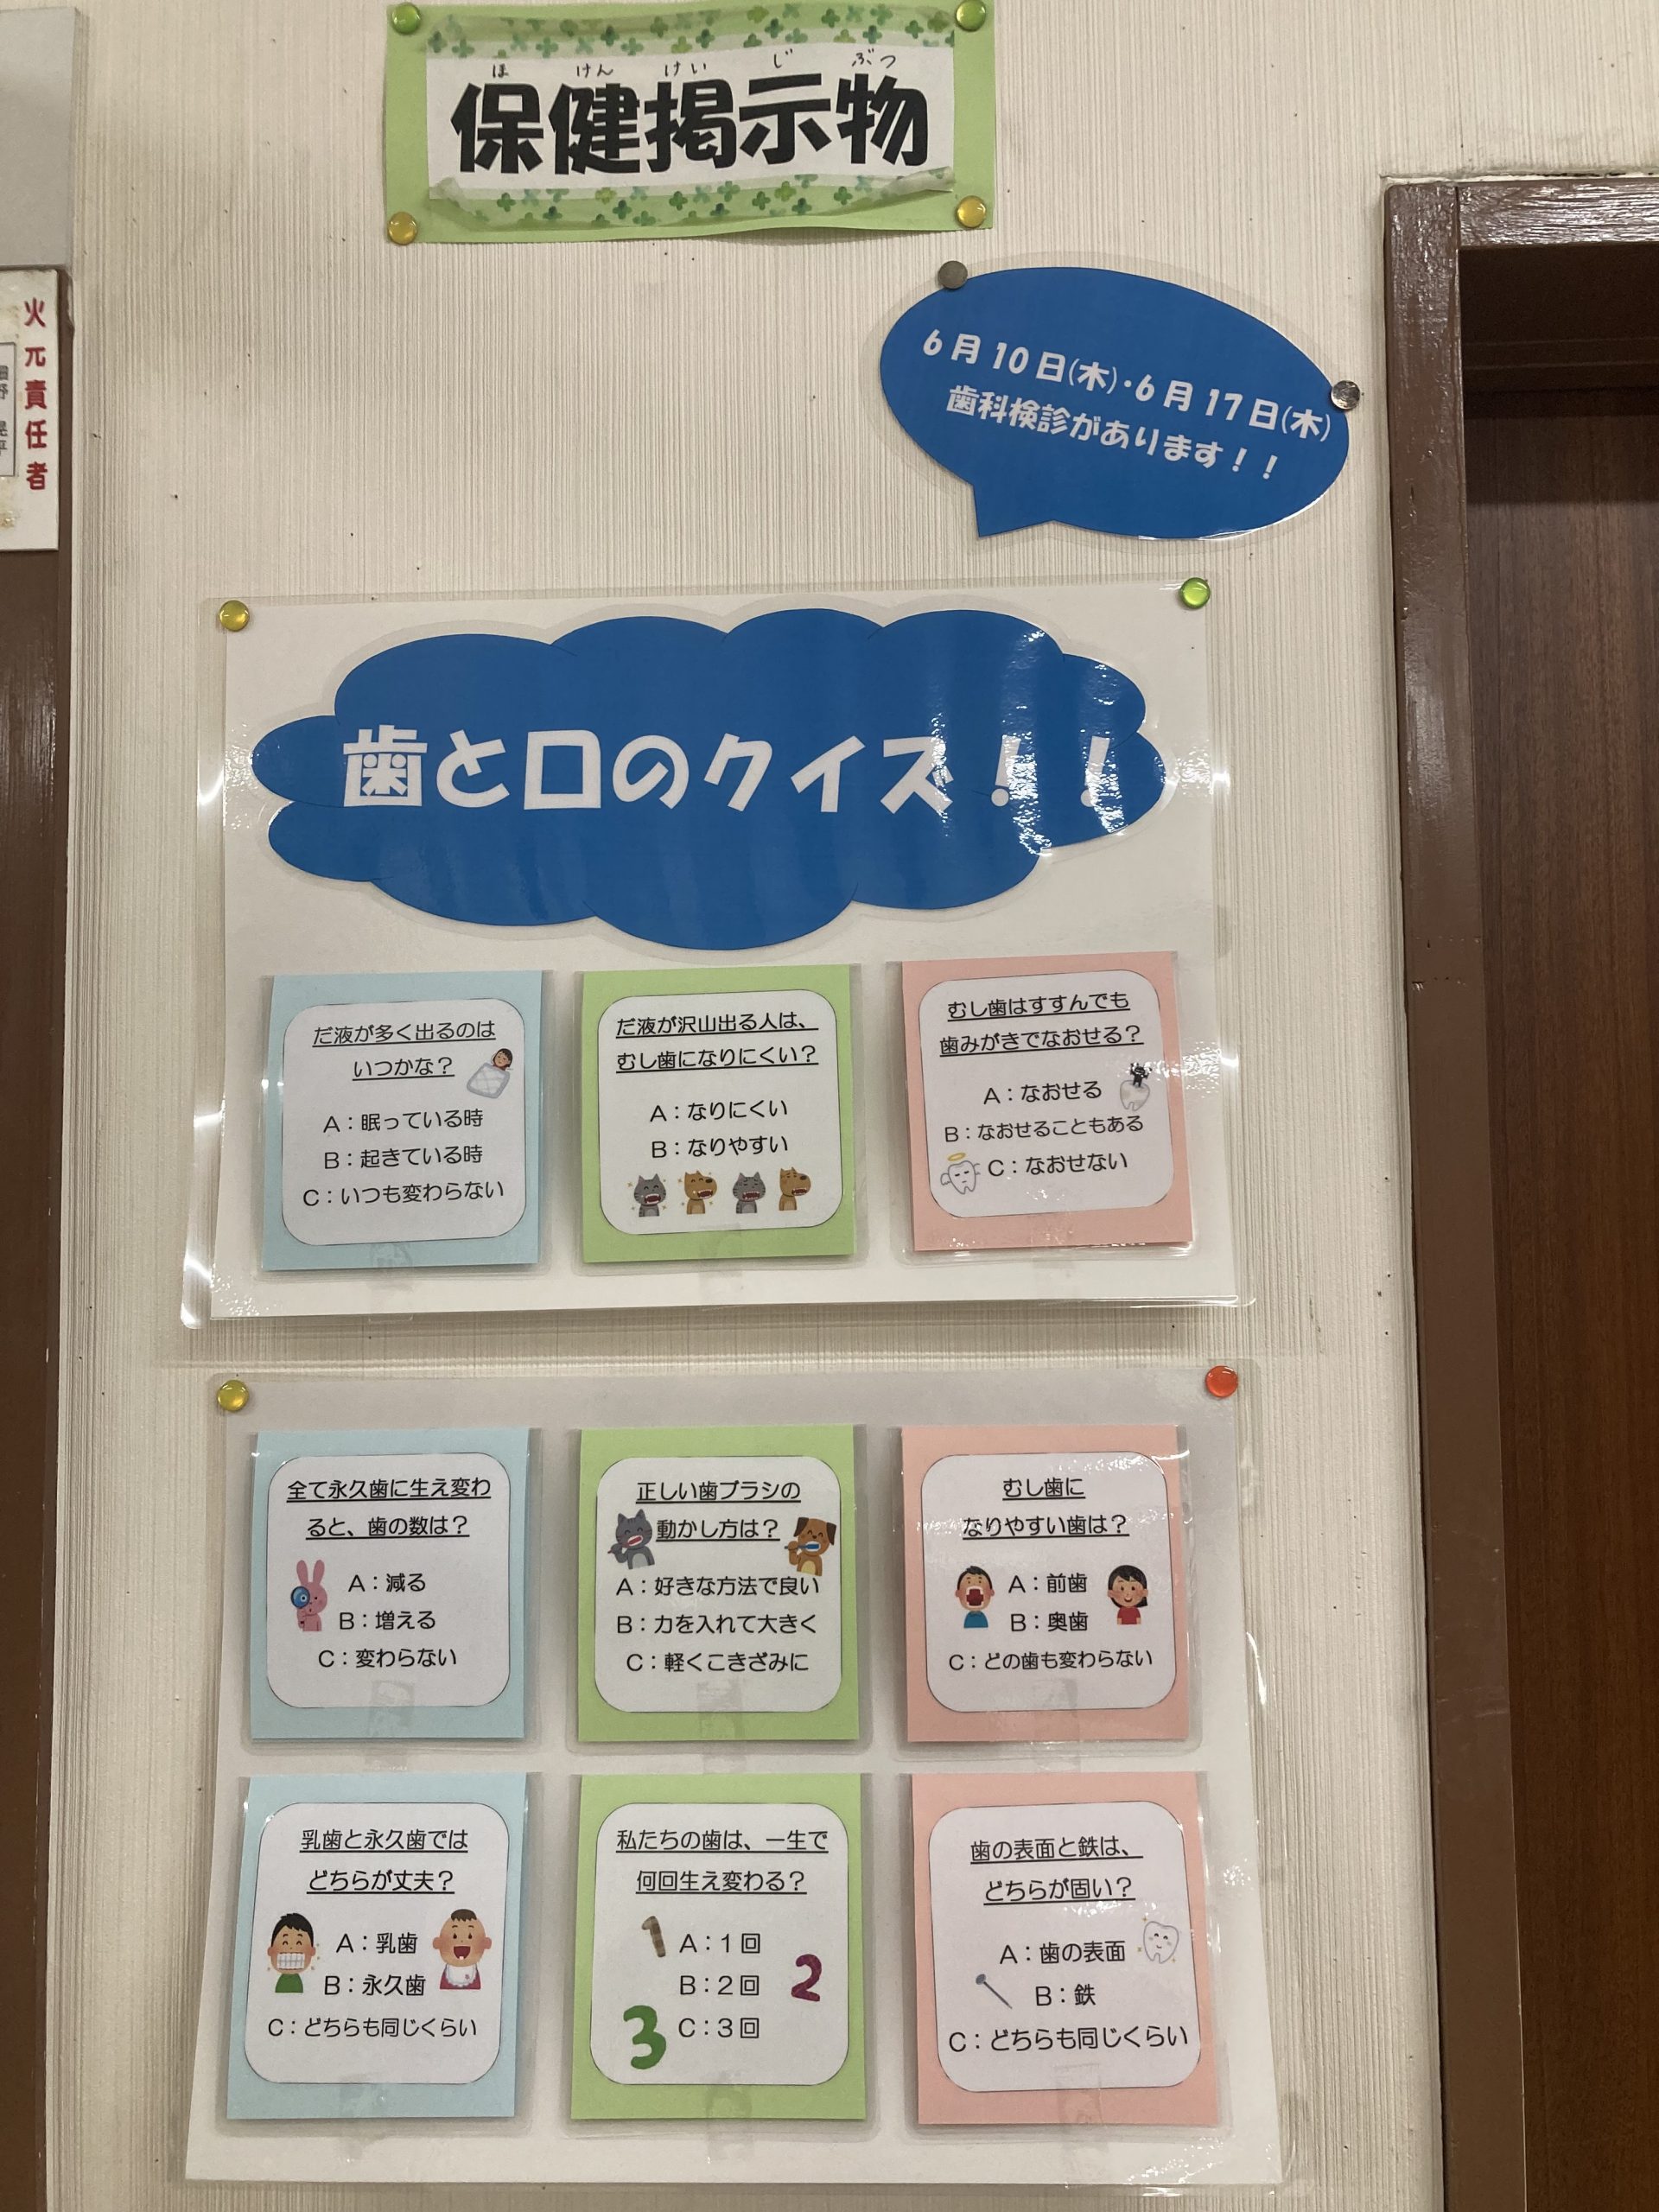 ほけんけいじぶつ
保健掲示物
火元責任者
6月10日(木)・6月17日(木)
歯科検診があります！！
歯と口のクイズ！！
だ液が多く出るのは
いつかな？
A：眠っている時
B：起きている時
C：いつも変わらない
だ液が沢山出る人は、
むし歯になりにくい？
A：なりにくい
B：なりやすい
むし歯はすすんでも
歯みがきでなおせる？
A：なおせる
B：なおせることもある
C：なおせない
全て永久歯に生え変わ
ると、歯の数は？
A：減る
B：増える
C：変わらない
正しい歯ブラシの
動かし方は？
A：好きな方法で良い
B：力を入れて大きく
C：軽くこきざみに
むし歯に
なりやすい歯は？
A：前歯
B：奥歯
C：どの歯も変わらない
乳歯と永久歯では
どちらが丈夫？
A：乳歯
B：永久歯
C：どちらも同じくらい
私たちの歯は、一生で
何回生え変わる？
1
A：1回
B：2回
2
3
C：3回
歯の表面と鉄は、
どちらが固い？
A：歯の表面
B：鉄
C：どちらも同じくらい